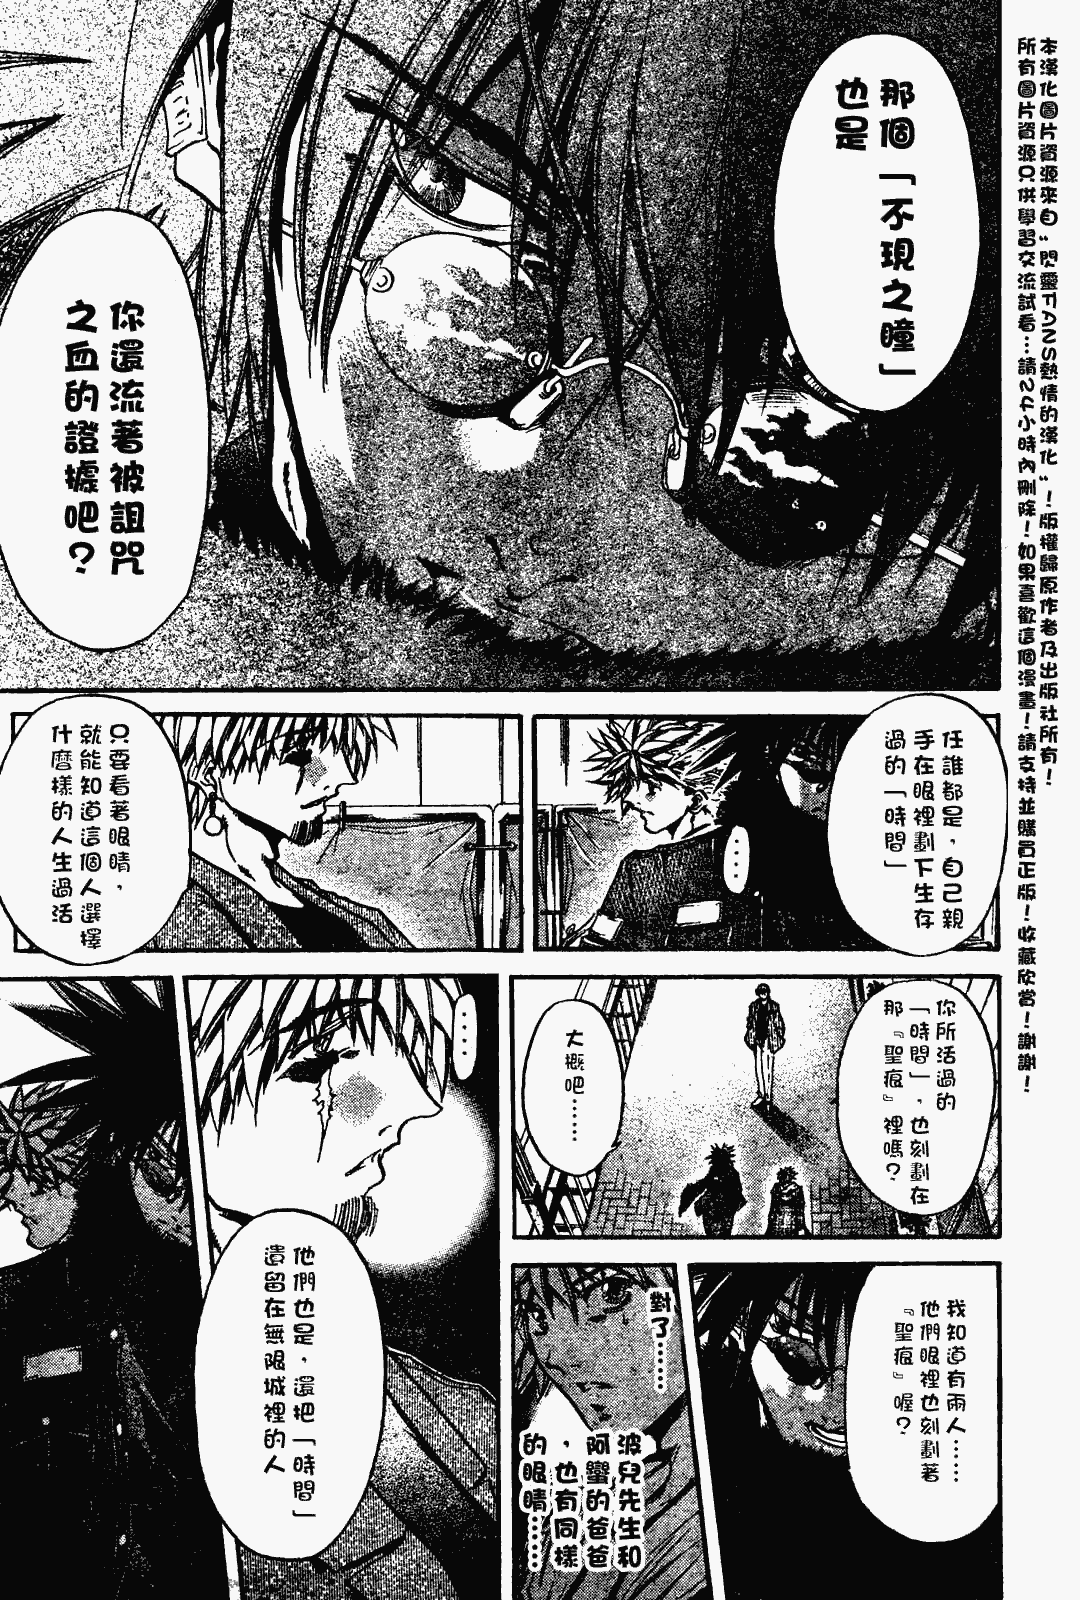 本漢化圖片資源來自"閃靈FANS熱情的漢化"！版權歸原作者及出版社所有！
所有圖片資源只供學習交流試看…請24小時內刪除！如果喜歡這個漫畫！請支持並購買正版！收藏欣賞！謝謝！
那個「不現之瞳」
也是
你還流著被詛咒
之血的證據吧？
任誰都是，自己親
手在眼裡劃下生存
過的「時間」
‥‥
只要看著眼睛，
就能知道這個人選擇
什麼樣的人生過活
你所活過的
「時間」，也刻劃在
那『聖痕』裡嗎？
大概吧……
‥‥
我知道有兩人……
他們眼裡也刻劃著
『聖痕』喔？
對了……
波兒先生和
阿蠻的爸爸
，也有同樣
的眼睛……
他們也是，還把「時間」
遺留在無限城裡的人